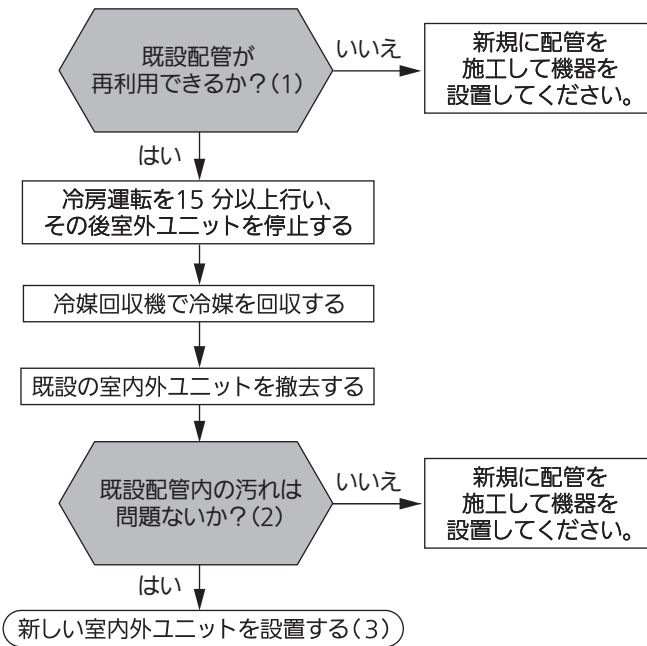 既設配管が
再利用できるか？(1)
いいえ
新規に配管を
施工して機器を
設置してください。
はい
冷房運転を15 分以上行い、
その後室外ユニットを停止する
冷媒回収機で冷媒を回収する
既設の室内外ユニットを撤去する
既設配管内の汚れは
問題ないか？(2)
いいえ
新規に配管を
施工して機器を
設置してください。
はい
新しい室内外ユニットを設置する(3)